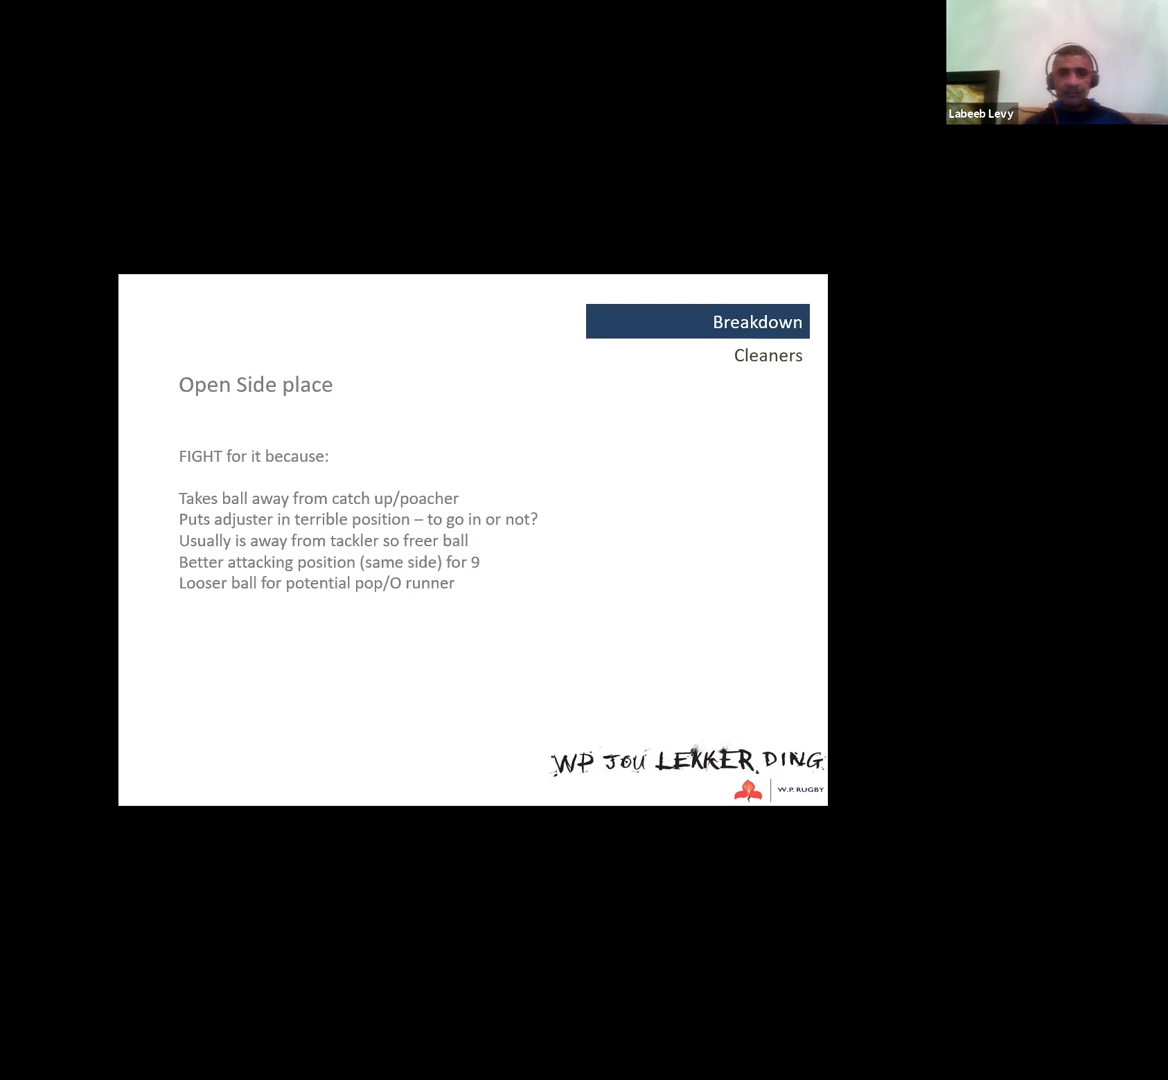 Labeeb Levy
Breakdown
Cleaners
Open Side place
FIGHT for it because:
Takes ball away from catch up/poacher
Puts adjuster in terrible position – to go in or not?
Usually is away from tackler so freer ball
Better attacking position (same side) for 9
Looser ball for potential pop/O runner
WP JOU LEKKER DING
W.P. RUGBY